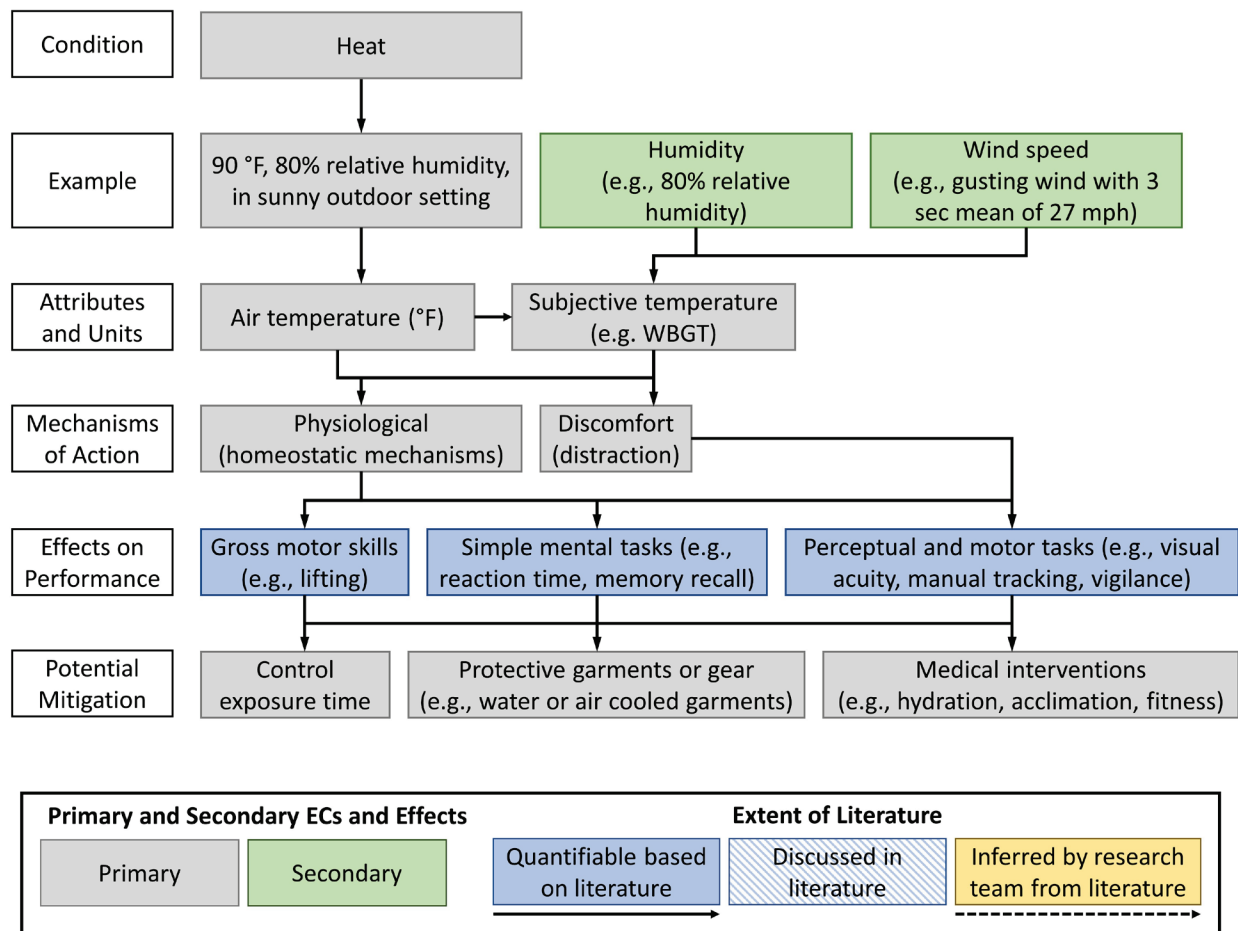 Condition
Heat
Example
90 °F, 80% relative humidity,
in sunny outdoor setting
Humidity
(e.g., 80% relative
humidity)
Wind speed
(e.g., gusting wind with 3
sec mean of 27 mph)
Attributes
and Units
Air temperature (°F)
Subjective temperature
(e.g. WBGT)
Mechanisms
of Action
Physiological
(homeostatic mechanisms)
Discomfort
(distraction)
Effects on
Performance
Gross motor skills
(e.g., lifting)
Simple mental tasks (e.g.,
reaction time, memory recall)
Perceptual and motor tasks (e.g., visual
acuity, manual tracking, vigilance)
Potential
Mitigation
Control
exposure time
Protective garments or gear
(e.g., water or air cooled garments)
Medical interventions
(e.g., hydration, acclimation, fitness)
Primary and Secondary ECs and Effects
Primary
Secondary
Extent of Literature
Quantifiable based
on literature
Discussed in
literature
Inferred by research
team from literature